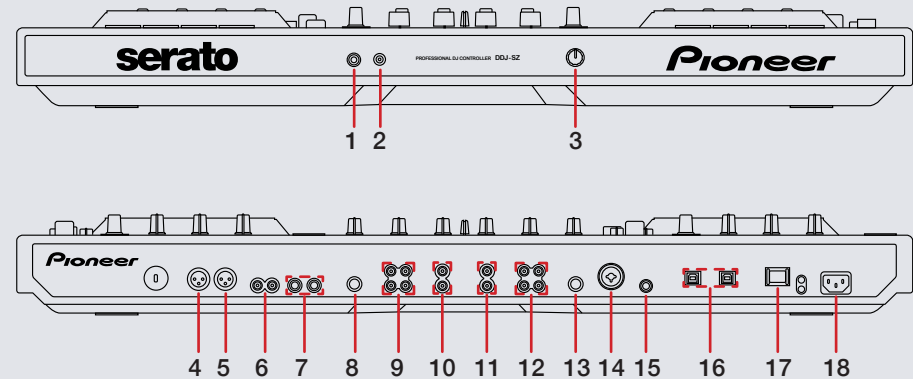 serato PROFESSIONAL DJ CONTROLLER DDJ-SZ Pioneer
1 2 3
Pioneer
4 5 6 7 8 9 10 11 12 13 14 15 16 17 18